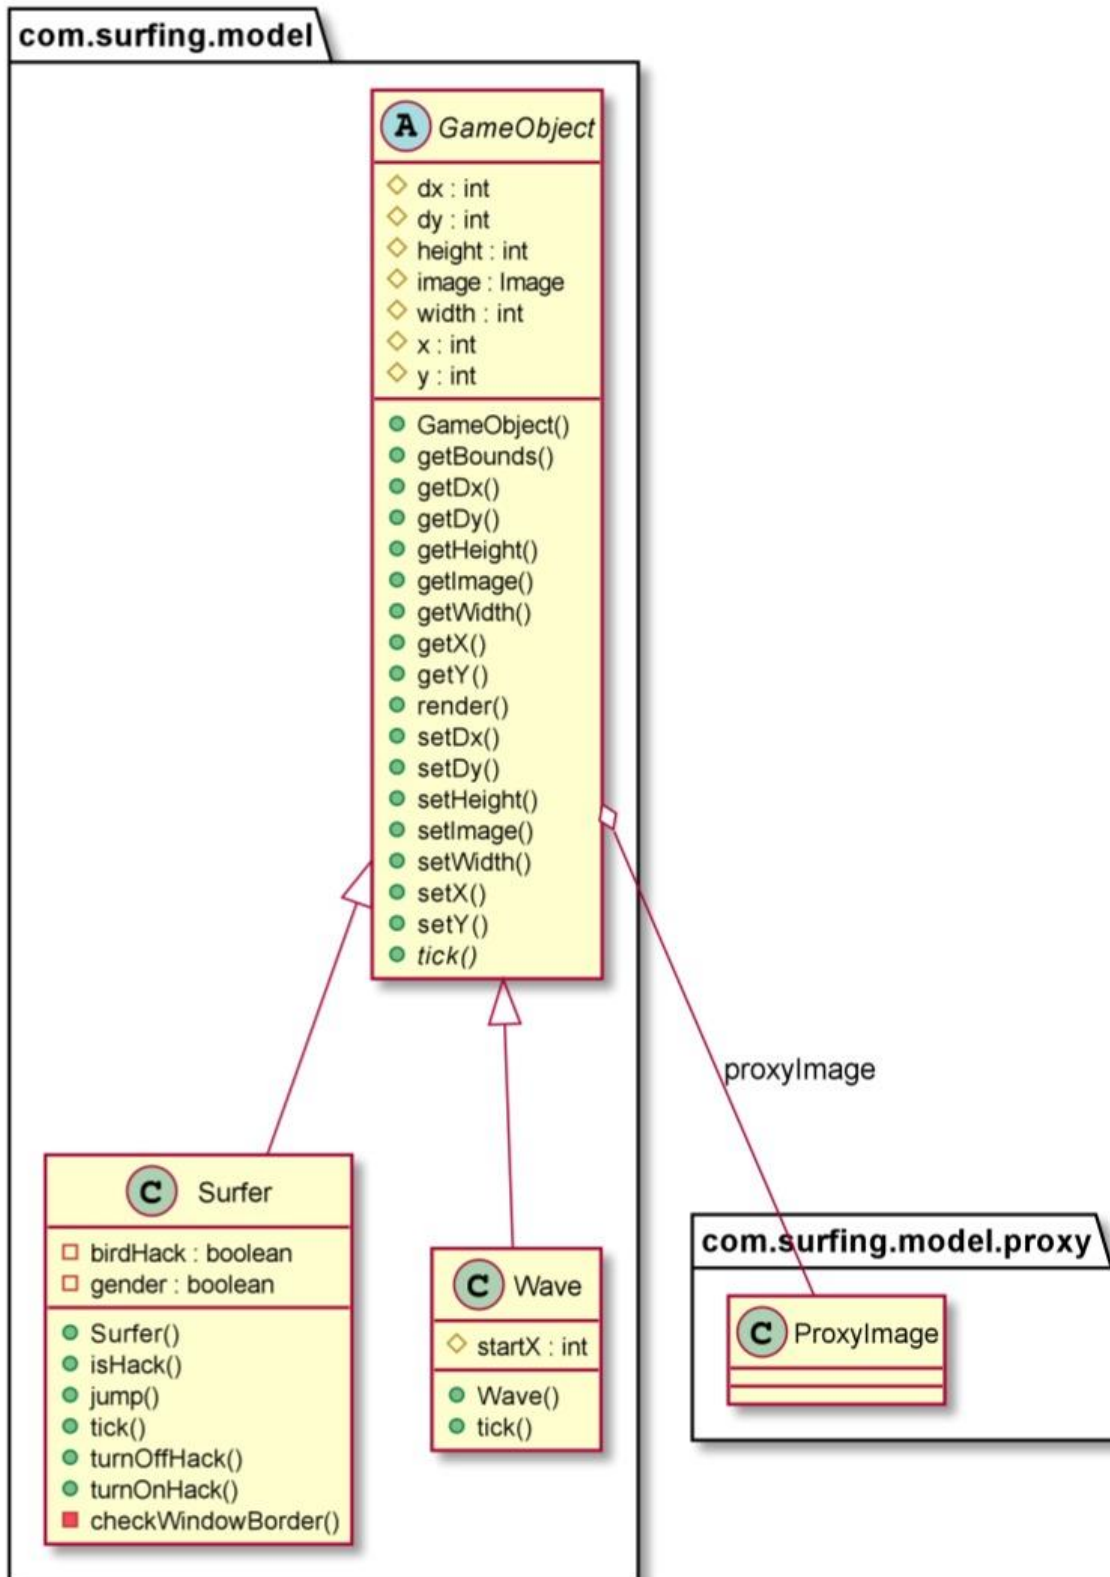 com.surfing.model
A GameObject
dx : int
dy : int
height : int
image : Image
width : int
x : int
y : int
GameObject()
getBounds()
getDx()
getDy()
getHeight()
getImage()
getWidth()
getX()
getY()
render()
setDx()
setDy()
setHeight()
setImage()
setWidth()
setX()
setY()
tick()
proxyImage
C Surfer
birdHack : boolean
gender : boolean
Surfer()
isHack()
jump()
tick()
turnOffHack()
turnOnHack()
checkWindowBorder()
C Wave
startX : int
Wave()
tick()
com.surfing.model.proxy
C ProxyImage